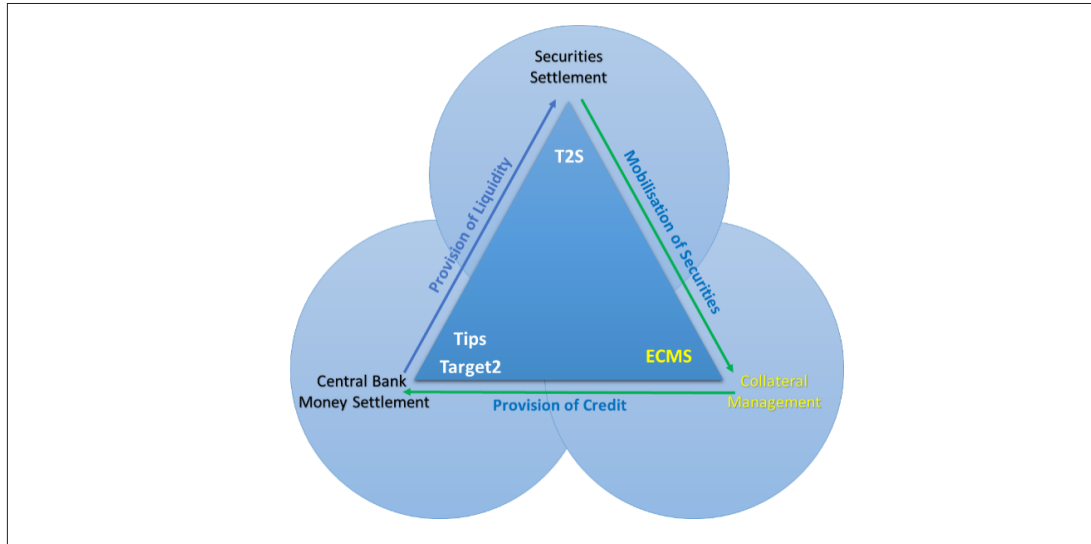 Securities
Settlement
T2S
Provision of Liquidity
Mobilisation of Securities
Tips
Target2
ECMS
Central Bank
Money Settlement
Provision of Credit
Collateral
Management